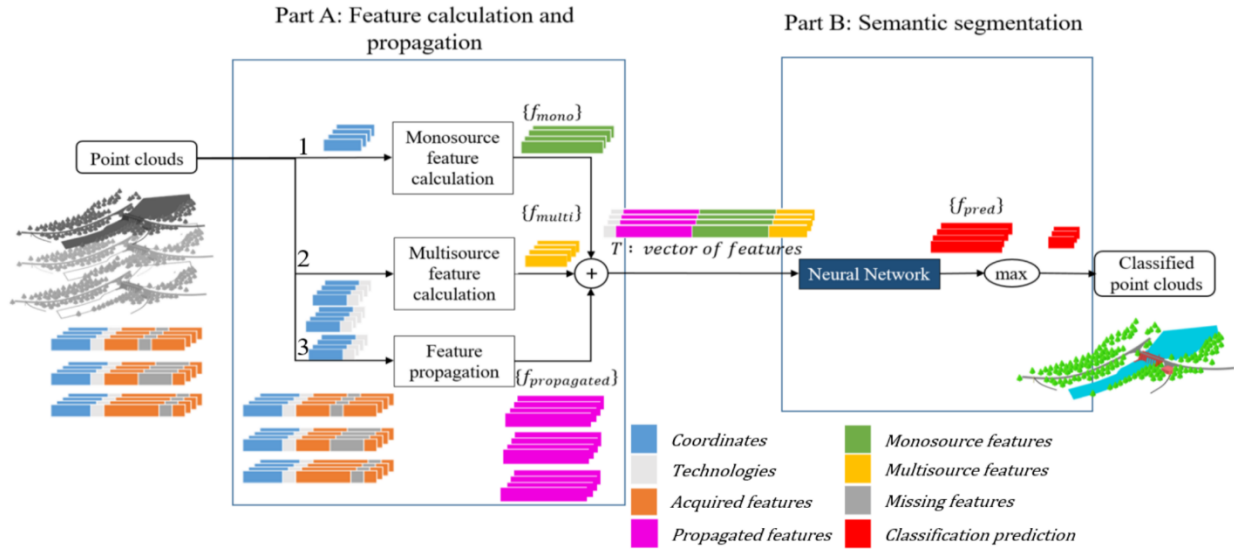 Part A: Feature calculation and
propagation
Part B: Semantic segmentation
Point clouds
1
Monosource
feature
calculation
{f_mono}
2
Multisource
feature
calculation
{f_multi}
3
Feature
propagation
{f_propagated}
+
T : vector of features
Neural Network
{f_pred}
max
Classified
point clouds
Coordinates
Technologies
Acquired features
Propagated features
Monosource features
Multisource features
Missing features
Classification prediction